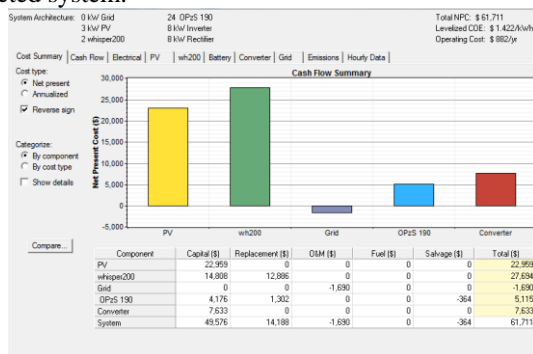 cted system.
System Architecture: 0 kW Grid 24 OPzS 190 Total NPC: $ 61,711
3 kW PV 8 kW Inverter Levelized COE: $ 1.422/kWh
2 whisper200 8 kW Rectifier Operating Cost: $ 882/yr
Cost Summary Cash Flow Electrical PV wh200 Battery Converter Grid Emissions Hourly Data
Cost type:
Net present
Annualized
Reverse sign
Categorize:
By component
By cost type
Show details
Compare...
Cash Flow Summary
Net Present Cost ($)
30,000
25,000
20,000
15,000
10,000
5,000
0
-5,000
PV wh200 Grid OPzS 190 Converter
Component Capital ($) Replacement ($) O&M ($) Fuel ($) Salvage ($) Total ($)
PV 22,959 0 0 0 0 22,959
whisper200 14,808 12,886 0 0 0 27,694
Grid 0 0 -1,690 0 0 -1,690
OPzS 190 4,176 1,302 0 0 -364 5,115
Converter 7,633 0 0 0 0 7,633
System 49,576 14,188 -1,690 0 -364 61,711